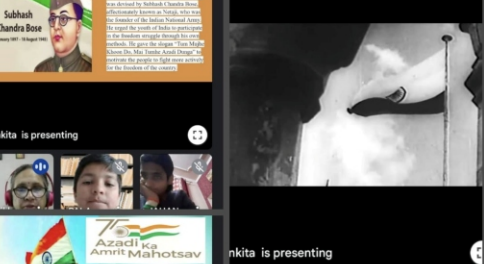 Subhash
Chandra Bose
was devised by Subhash Chandra Bose,
affectionately known as Netaji, who was
the founder of the Indian National Army.
He urged the youth of India to participate
in the freedom struggle through his own
methods. He gave the slogan "Tum Mujhe
Khoon Do, Mai Tumhe Azadi Dunga" to
motivate the people to fight more actively
for the freedom of the country.
nkita is presenting
75
Azadi Ka
Amrit Mahotsav
nkita is presenting